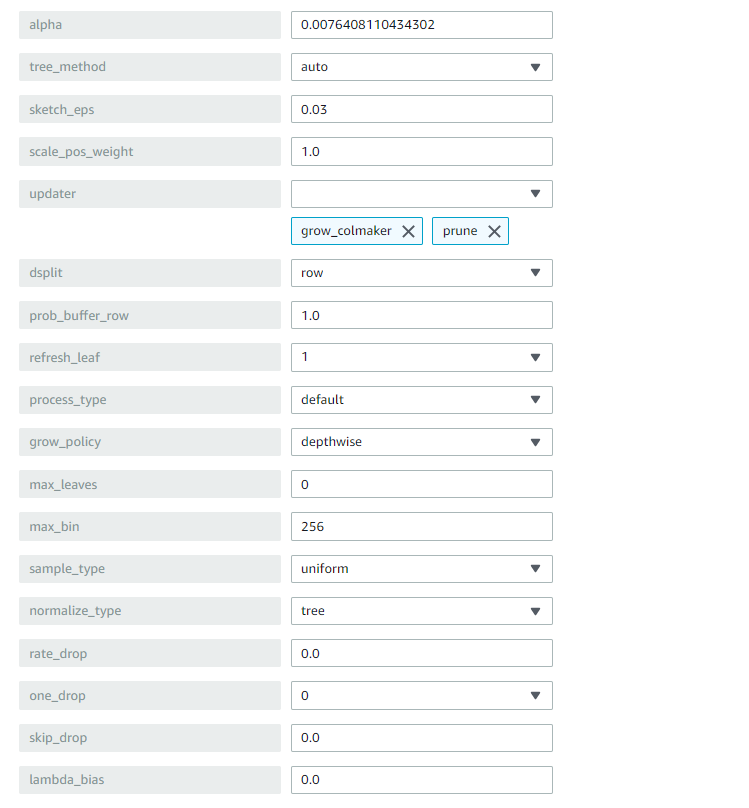 alpha 0.0076408110434302
tree_method auto
sketch_eps 0.03
scale_pos_weight 1.0
updater
grow_colmaker prune
dsplit row
prob_buffer_row 1.0
refresh_leaf 1
process_type default
grow_policy depthwise
max_leaves 0
max_bin 256
sample_type uniform
normalize_type tree
rate_drop 0.0
one_drop 0
skip_drop 0.0
lambda_bias 0.0